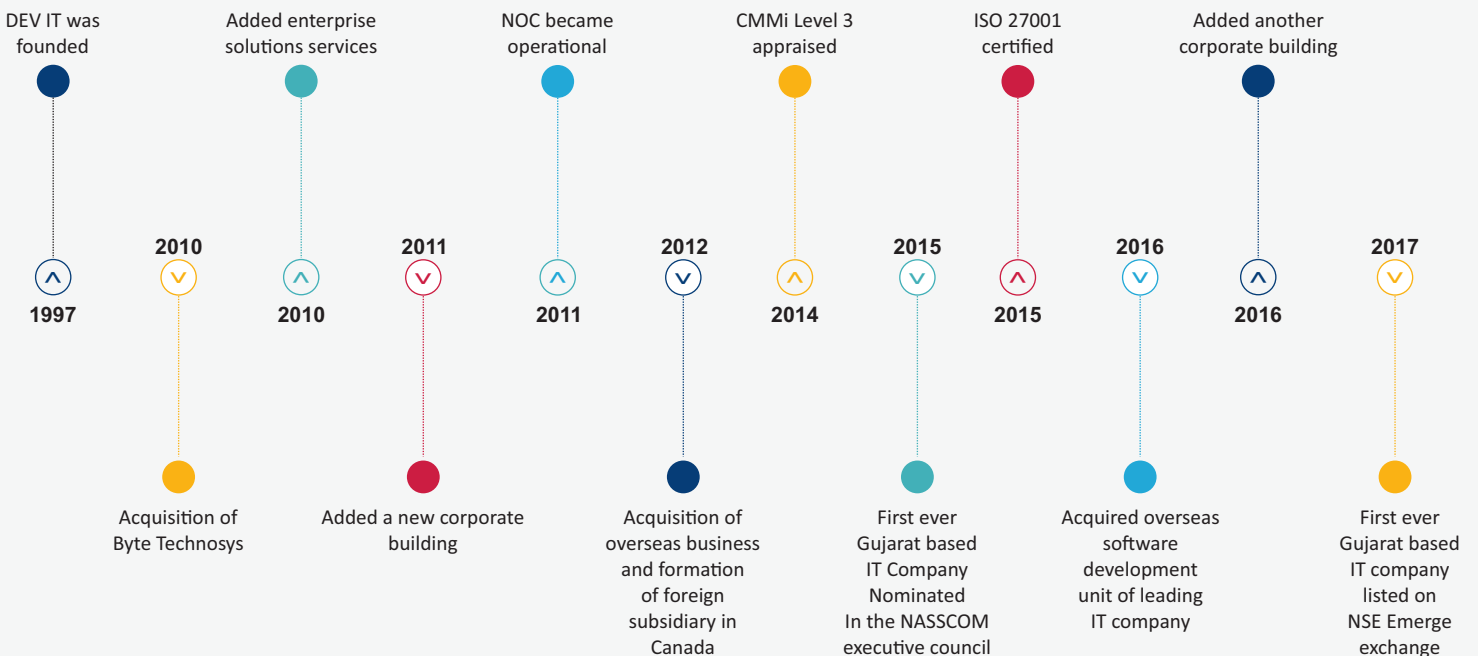 DEV IT was
founded
1997
2010
Acquisition of
Byte Technosys
Added enterprise
solutions services
2010
2011
Added a new corporate
building
NOC became
operational
2011
2012
Acquisition of
overseas business
and formation
of foreign
subsidiary in
Canada
CMMi Level 3
appraised
2014
2015
First ever
Gujarat based
IT Company
Nominated
In the NASSCOM
executive council
ISO 27001
certified
2015
2016
Acquired overseas
software
development
unit of leading
IT company
Added another
corporate building
2016
2017
First ever
Gujarat based
IT company
listed on
NSE Emerge
exchange